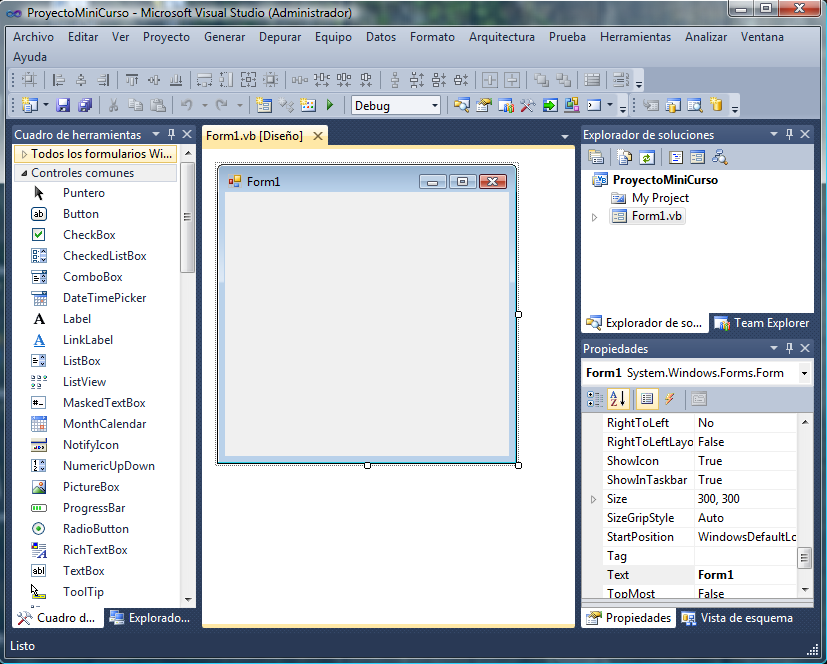 ProyectoMiniCurso - Microsoft Visual Studio (Administrador)
Archivo Editar Ver Proyecto Generar Depurar Equipo Datos Formato Arquitectura Prueba Herramientas Analizar Ventana
Ayuda
Debug
Cuadro de herramientas
Todos los formularios Wi...
Controles comunes
Puntero
Button
CheckBox
CheckedListBox
ComboBox
DateTimePicker
Label
LinkLabel
ListBox
ListView
MaskedTextBox
MonthCalendar
NotifyIcon
NumericUpDown
PictureBox
ProgressBar
RadioButton
RichTextBox
TextBox
ToolTip
Cuadro d... Explorado...
Form1.vb [Diseño]
Form1
Explorador de soluciones
ProyectoMiniCurso
My Project
Form1.vb
Explorador de so... Team Explorer
Propiedades
Form1 System.Windows.Forms.Form
RightToLeft No
RightToLeftLayo False
ShowIcon True
ShowInTaskbar True
Size 300, 300
SizeGripStyle Auto
StartPosition WindowsDefaultLo
Tag
Text Form1
TopMost False
Propiedades Vista de esquema
Listo